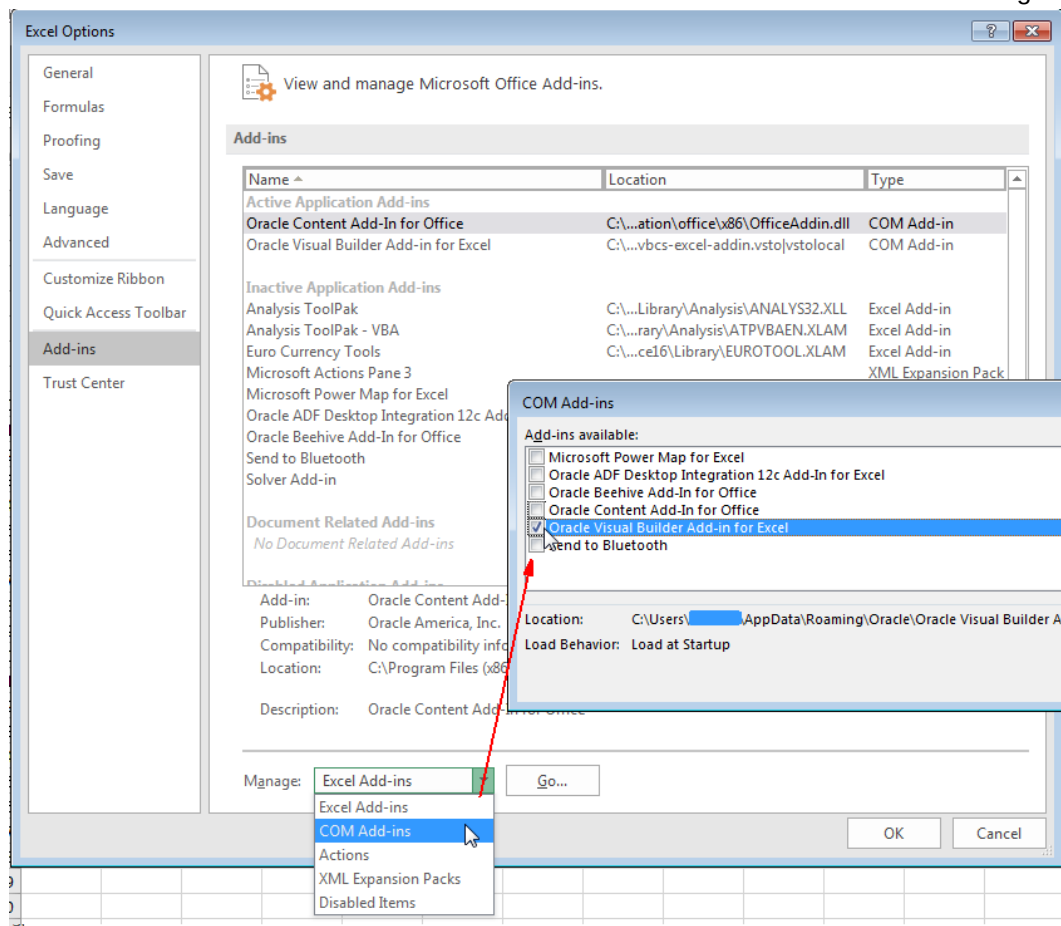 Excel Options
General
Formulas
Proofing
Save
Language
Advanced
Customize Ribbon
Quick Access Toolbar
Add-ins
Trust Center
View and manage Microsoft Office Add-ins.
Add-ins
Name Location Type
Active Application Add-ins
Oracle Content Add-In for Office C:\...ation\office\x86\OfficeAddin.dll COM Add-in
Oracle Visual Builder Add-in for Excel C:\...vbcs-excel-addin.vsto|vstolocal COM Add-in
Inactive Application Add-ins
Analysis ToolPak C:\...Library\Analysis\ANALYS32.XLL Excel Add-in
Analysis ToolPak - VBA C:\...rary\Analysis\ATPVBAEN.XLAM Excel Add-in
Euro Currency Tools C:\...ce16\Library\EUROTOOL.XLAM Excel Add-in
Microsoft Actions Pane 3 XML Expansion Pack
Microsoft Power Map for Excel
Oracle ADF Desktop Integration 12c Add
Oracle Beehive Add-In for Office
Send to Bluetooth
Solver Add-in
Document Related Add-ins
No Document Related Add-ins
Disabled Application Add-ins
Add-in: Oracle Content Add-
Publisher: Oracle America, Inc.
Compatibility: No compatibility info
Location: C:\Program Files (x86
Description: Oracle Content Add-In for Office
COM Add-ins
Add-ins available:
Microsoft Power Map for Excel
Oracle ADF Desktop Integration 12c Add-In for Excel
Oracle Beehive Add-In for Office
Oracle Content Add-In for Office
Oracle Visual Builder Add-in for Excel
Send to Bluetooth
Location: C:\Users\ \AppData\Roaming\Oracle\Oracle Visual Builder A
Load Behavior: Load at Startup
Manage: Excel Add-ins Go...
Excel Add-ins
COM Add-ins
Actions
XML Expansion Packs
Disabled Items
OK Cancel